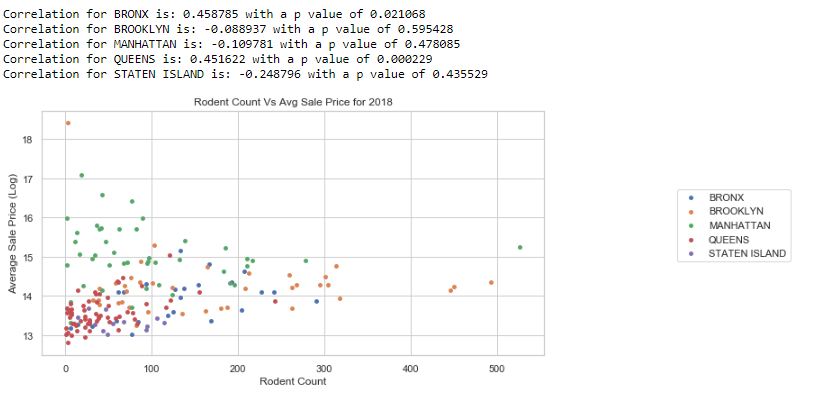 Correlation for BRONX is: 0.458785 with a p value of 0.021068
Correlation for BROOKLYN is: -0.088937 with a p value of 0.595428
Correlation for MANHATTAN is: -0.109781 with a p value of 0.478085
Correlation for QUEENS is: 0.451622 with a p value of 0.000229
Correlation for STATEN ISLAND is: -0.248796 with a p value of 0.435529
Rodent Count Vs Avg Sale Price for 2018
18
17
16
15
14
13
Average Sale Price (Log)
0 100 200 300 400 500
Rodent Count
BRONX
BROOKLYN
MANHATTAN
QUEENS
STATEN ISLAND